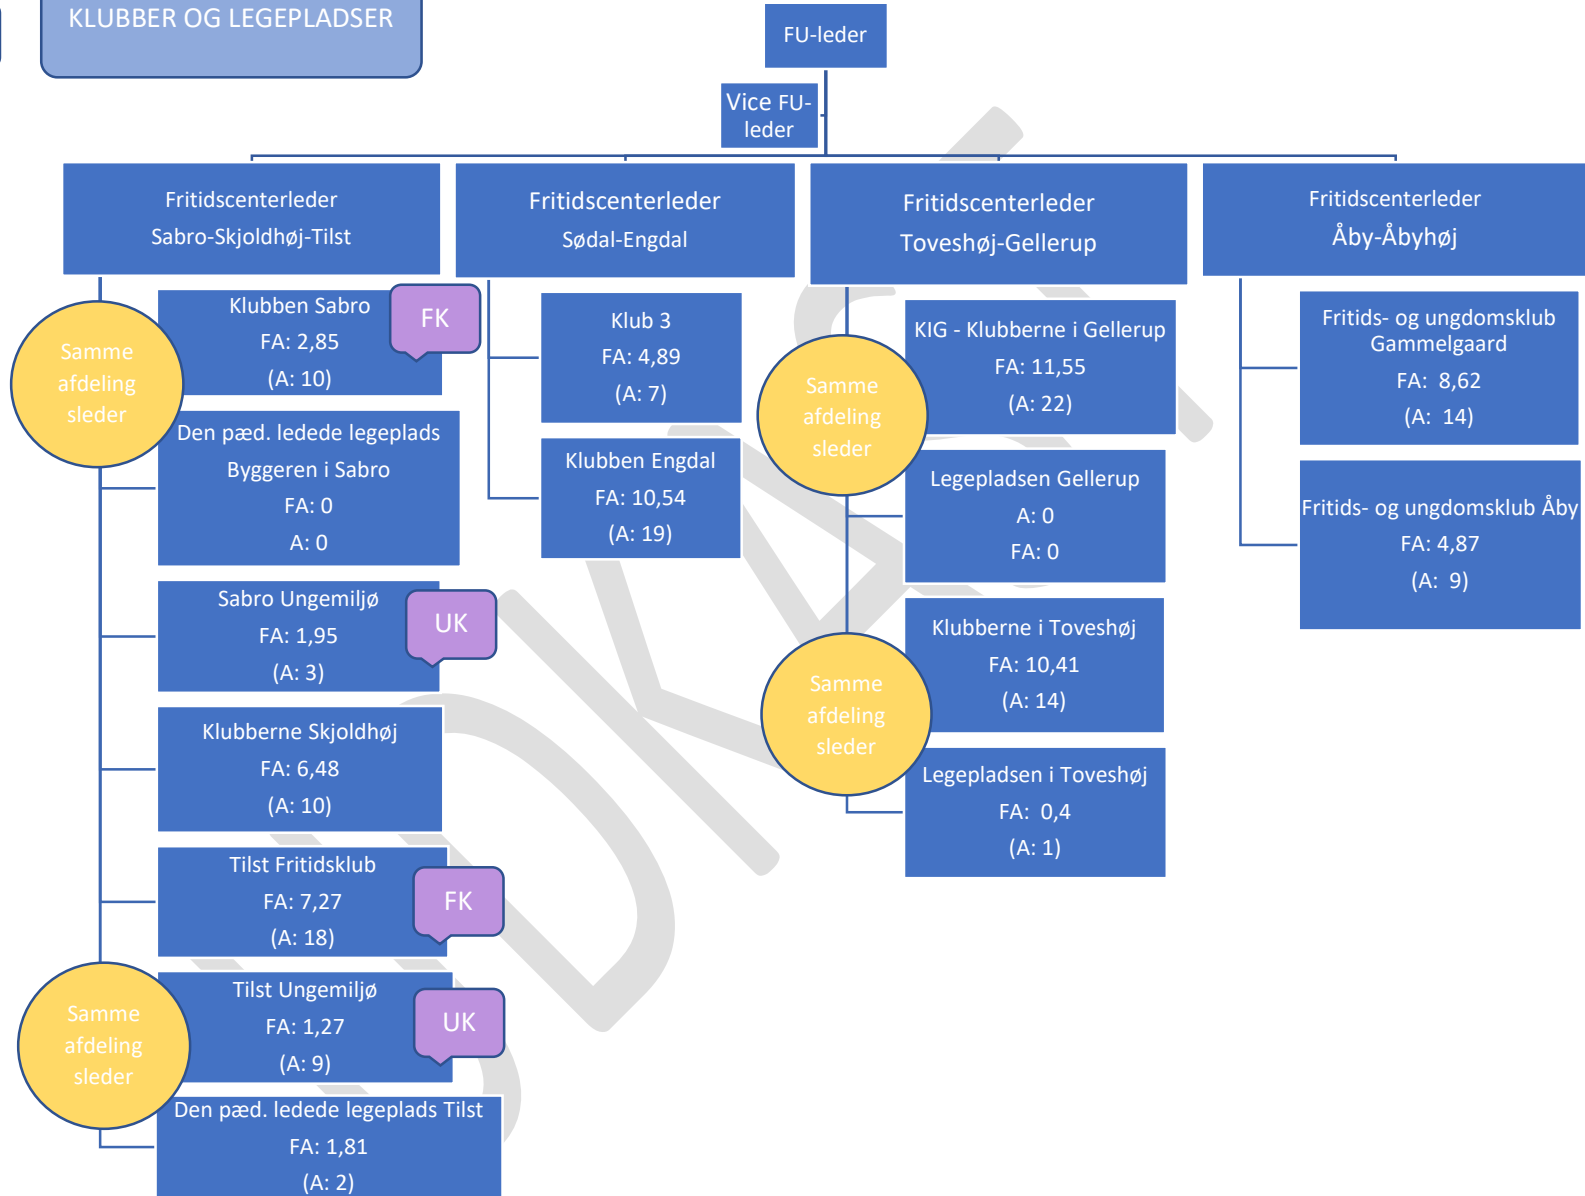 KLUBBER OG LEGEPLADSER
FU-leder
Vice FU-
leder
Fritidscenterleder
Sabro-Skjoldhøj-Tilst
Klubben Sabro
FA: 2,85
(A: 10)
FK
Samme
afdeling
sleder
Den pæd. ledede legeplads
Byggeren i Sabro
FA: 0
A: 0
Sabro Ungemiljø
FA: 1,95
(A: 3)
UK
Klubberne Skjoldhøj
FA: 6,48
(A: 10)
Tilst Fritidsklub
FA: 7,27
(A: 18)
FK
Tilst Ungemiljø
FA: 1,27
(A: 9)
UK
Samme
afdeling
sleder
Den pæd. ledede legeplads Tilst
FA: 1,81
(A: 2)
Fritidscenterleder
Sødal-Engdal
Klub 3
FA: 4,89
(A: 7)
Klubben Engdal
FA: 10,54
(A: 19)
Fritidscenterleder
Toveshøj-Gellerup
KIG - Klubberne i Gellerup
FA: 11,55
(A: 22)
Samme
afdeling
sleder
Legepladsen Gellerup
A: 0
FA: 0
Klubberne i Toveshøj
FA: 10,41
(A: 14)
Samme
afdeling
sleder
Legepladsen i Toveshøj
FA: 0,4
(A: 1)
Fritidscenterleder
Åby-Åbyhøj
Fritids- og ungdomsklub
Gammelgaard
FA: 8,62
(A: 14)
Fritids- og ungdomsklub Åby
FA: 4,87
(A: 9)